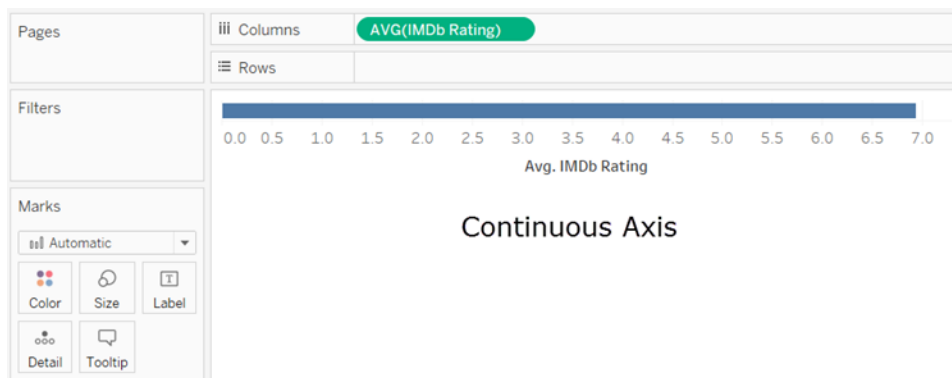 Pages
Columns
AVG(IMDb Rating)
Rows
Filters
0.0 0.5 1.0 1.5 2.0 2.5 3.0 3.5 4.0 4.5 5.0 5.5 6.0 6.5 7.0
Avg. IMDb Rating
Marks
Continuous Axis
Automatic
Color Size Label
T
Detail Tooltip